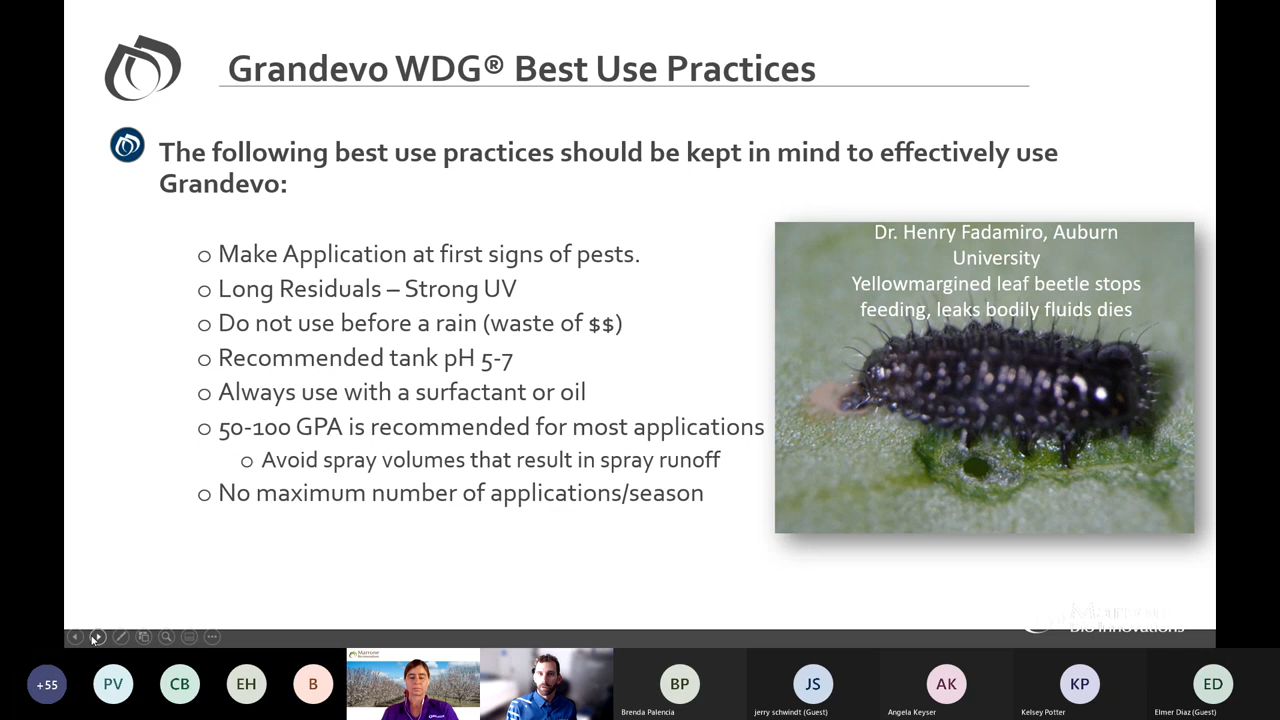 Grandevo WDG® Best Use Practices
The following best use practices should be kept in mind to effectively use
Grandevo:
o Make Application at first signs of pests.
o Long Residuals – Strong UV
o Do not use before a rain (waste of $$)
o Recommended tank pH 5-7
o Always use with a surfactant or oil
o 50-100 GPA is recommended for most applications
o Avoid spray volumes that result in spray runoff
o No maximum number of applications/season
Dr. Henry Fadamiro, Auburn
University
Yellowmargined leaf beetle stops
feeding, leaks bodily fluids dies
Marrone
Bio Innovations
+55
PV
CB
EH
B
Marrone
BP
Brenda Palencia
JS
jerry schwindt (Guest)
AK
Angela Keyser
KP
Kelsey Potter
ED
Elmer Diaz (Guest)